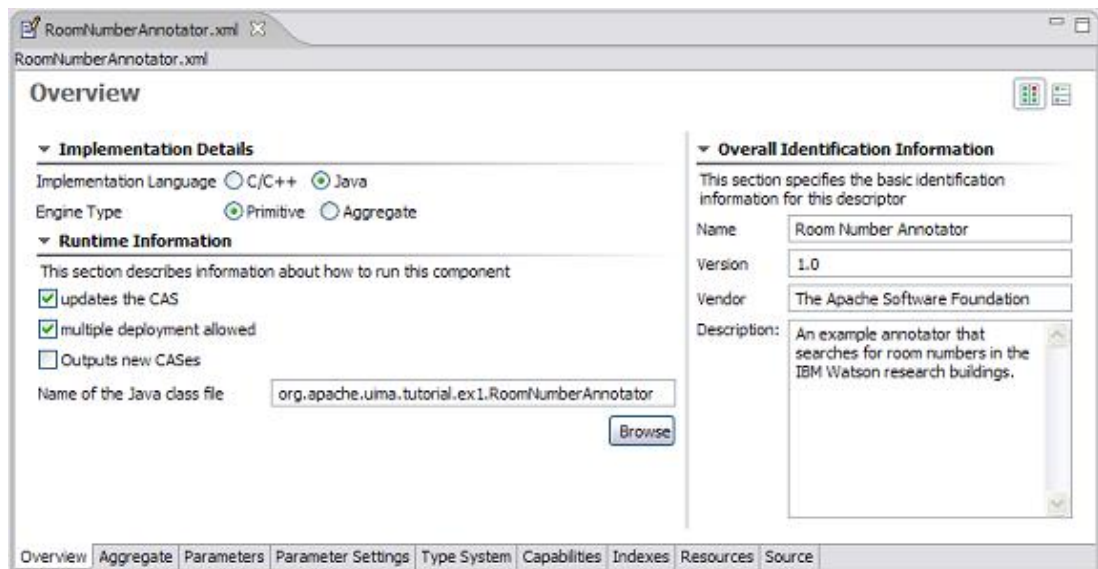 RoomNumberAnnotator.xml
RoomNumberAnnotator.xml
Overview
Implementation Details
Implementation Language C/C++ Java
Engine Type Primitive Aggregate
Runtime Information
This section describes information about how to run this component
updates the CAS
multiple deployment allowed
Outputs new CASes
Name of the Java class file org.apache.uima.tutorial.ex1.RoomNumberAnnotator
Browse
Overall Identification Information
This section specifies the basic identification
information for this descriptor
Name Room Number Annotator
Version 1.0
Vendor The Apache Software Foundation
Description: An example annotator that
searches for room numbers in the
IBM Watson research buildings.
Overview Aggregate Parameters Parameter Settings Type System Capabilities Indexes Resources Source